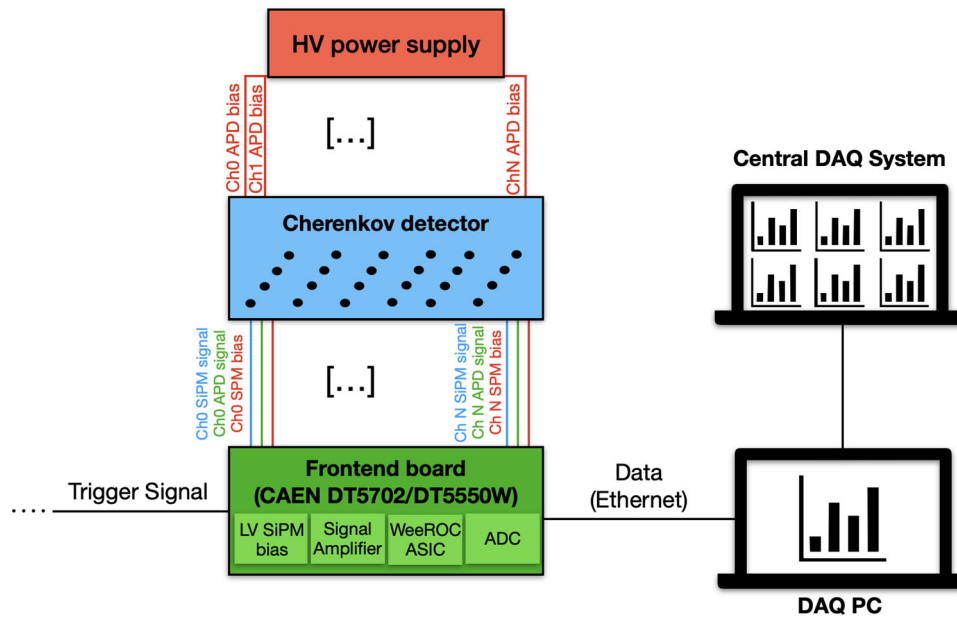 HV power supply
Ch0 APD bias
Ch1 APD bias
[...]
ChN APD bias
Central DAQ System
Cherenkov detector
Ch0 SiPM signal
Ch0 APD signal
Ch0 SPM bias
[...]
Ch N SiPM signal
Ch N APD signal
Ch N SPM bias
Frontend board
(CAEN DT5702/DT5550W)
Trigger Signal
....
LV SiPM
bias
Signal
Amplifier
WeeROC
ASIC
ADC
Data
(Ethernet)
DAQ PC